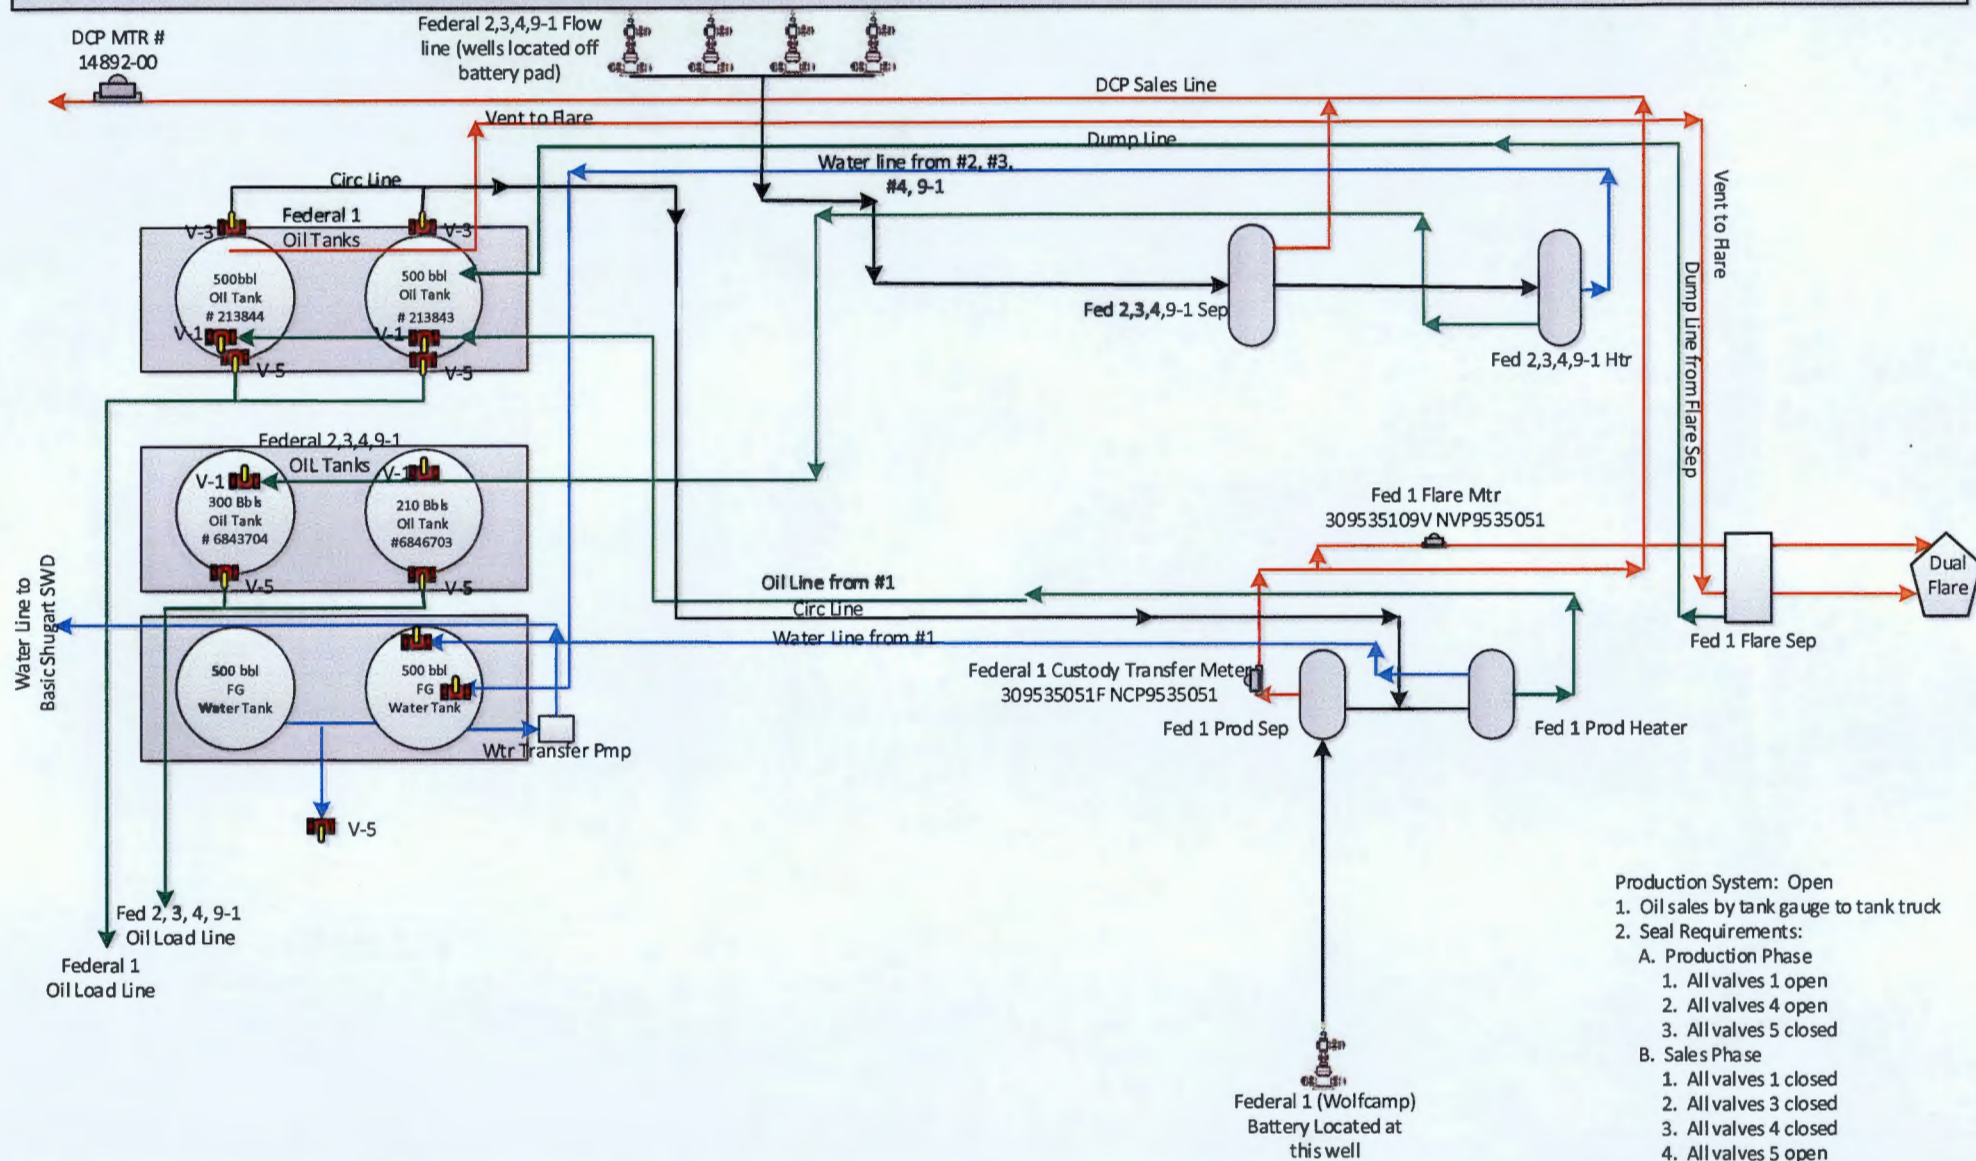 Federal 2,3,4,9-1 Flow
line (wells located off
battery pad)
DCP MTR #
14892-00
DCP Sales Line
Vent to Flare
Dump Line
Water line from #2, #3,
#4, 9-1
Circ Line
Federal 1
Oil Tanks
V-3
V-3
500bbl
Oil Tank
# 213844
500 bbl
Oil Tank
# 213843
V-1
V-1
V-5
V-5
Fed 2,3,4,9-1 Sep
Fed 2,3,4,9-1 Htr
Vent to Flare
Dump Line from Flare Sep
Federal 2,3,4,9-1
OIL Tanks
V-1
V-1
300 Bbls
Oil Tank
# 6843704
210 Bbls
Oil Tank
#6846703
V-5
V-5
Fed 1 Flare Mtr
309535109V NVP9535051
Dual
Flare
Fed 1 Flare Sep
Oil Line from #1
Circ Line
Water Line from #1
Water Line to
Basic Shugart SWD
500 bbl
FG
Water Tank
500 bbl
FG
Water Tank
Wtr Transfer Pmp
V-5
Federal 1 Custody Transfer Meter
309535051F NCP9535051
Fed 1 Prod Sep
Fed 1 Prod Heater
Fed 2, 3, 4, 9-1
Oil Load Line
Federal 1
Oil Load Line
Federal 1 (Wolfcamp)
Battery Located at
this well
Production System: Open
1. Oil sales by tank gauge to tank truck
2. Seal Requirements:
A. Production Phase
1. All valves 1 open
2. All valves 4 open
3. All valves 5 closed
B. Sales Phase
1. All valves 1 closed
2. All valves 3 closed
3. All valves 4 closed
4. All valves 5 open